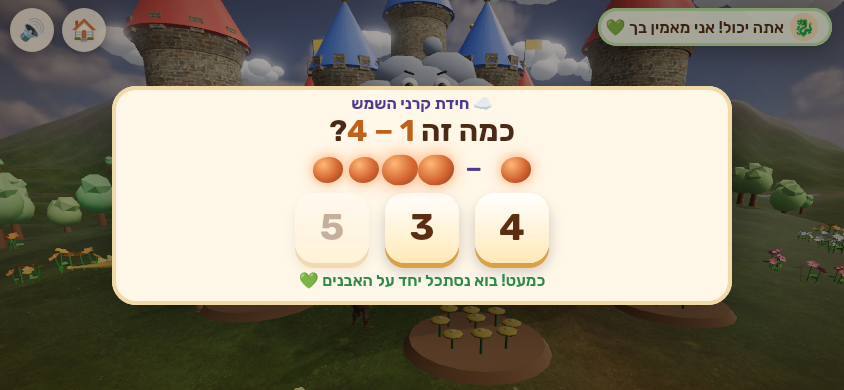 אתה יכול! אני מאמין בך 💚
☁️ חידת קרני השמש
כמה זה 4 – 1?
–
5 3 4
כמעט! בוא נסתכל יחד על האבנים 💚